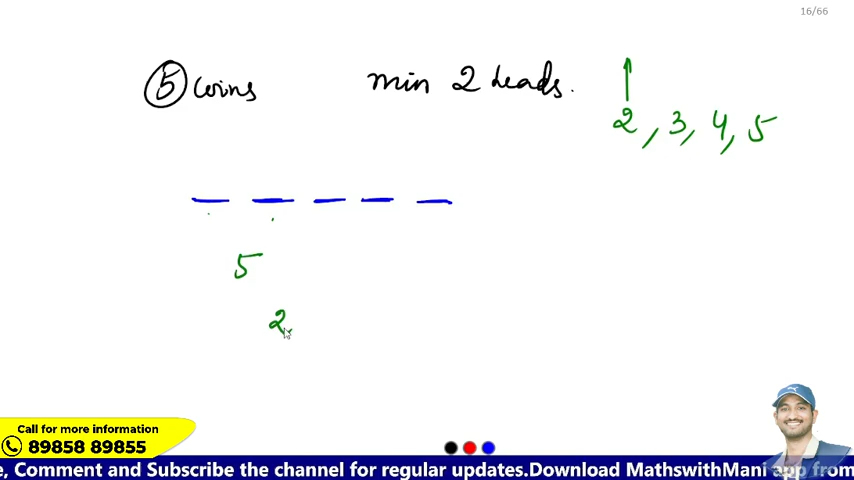 16/66
5 coins min 2 heads.
2, 3, 4, 5
5
2
Call for more information
89858 89855
e, Comment and Subscribe the channel for regular updates.Download MathswithMani app from